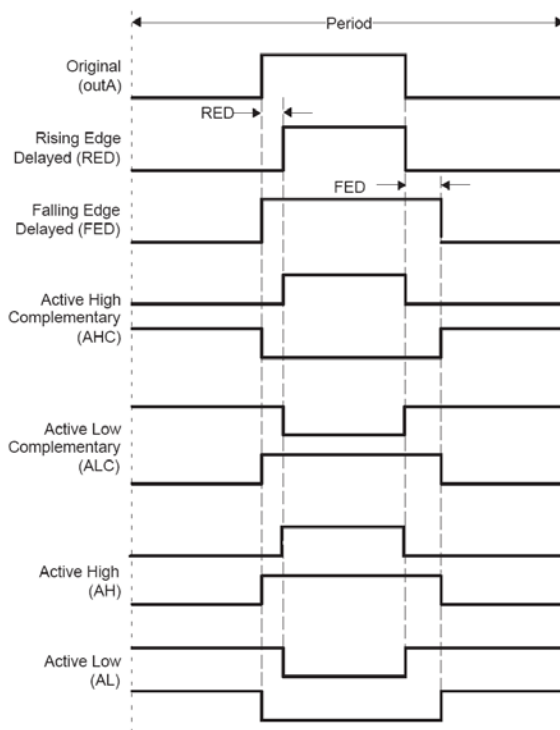 Period
Original
(outA)
RED
Rising Edge
Delayed (RED)
FED
Falling Edge
Delayed (FED)
Active High
Complementary
(AHC)
Active Low
Complementary
(ALC)
Active High
(AH)
Active Low
(AL)